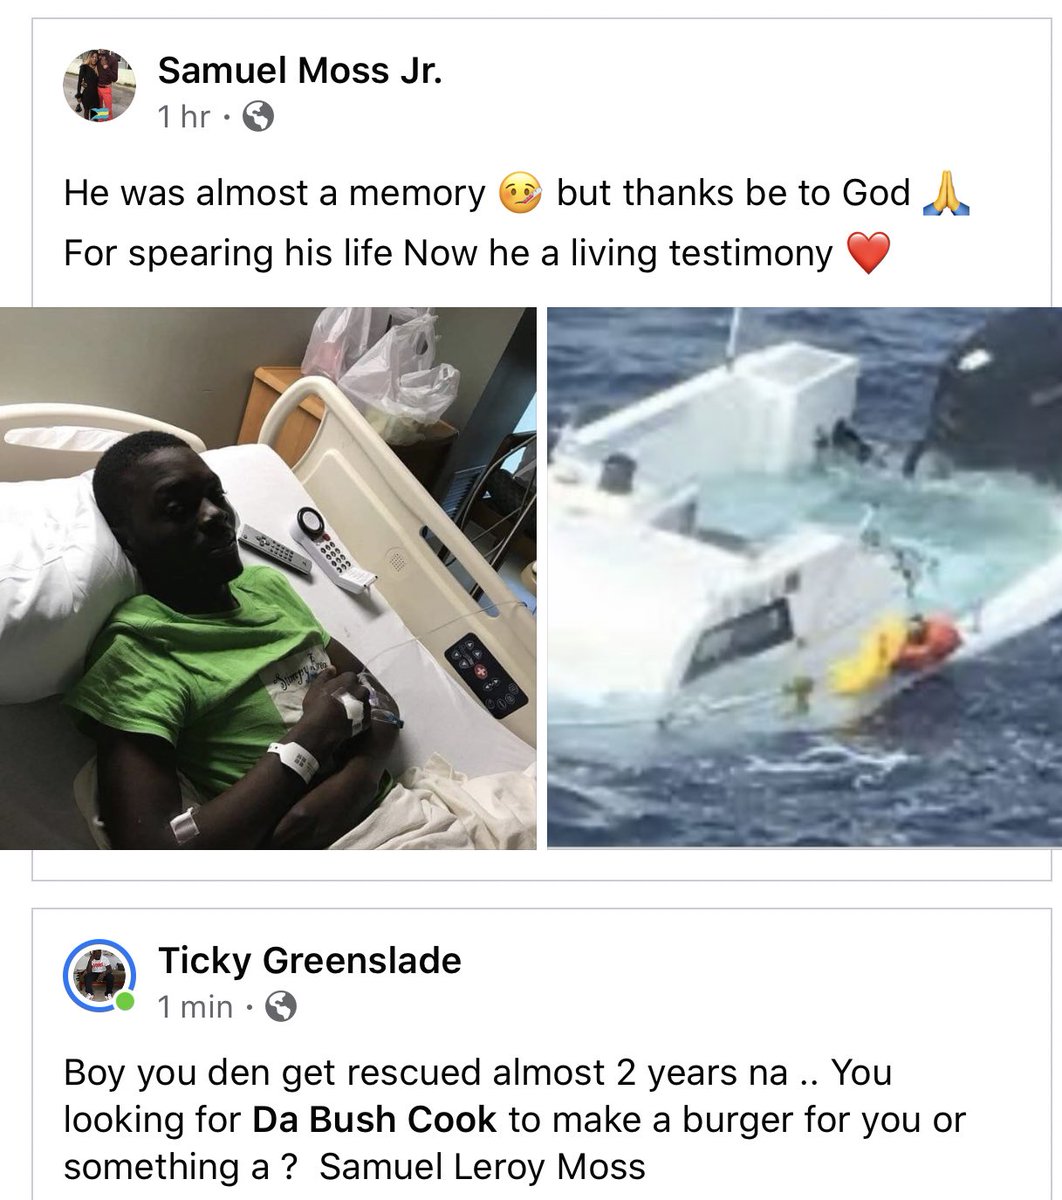 Samuel Moss Jr.
1 hr ·
He was almost a memory 🤒 but thanks be to God 🙏
For spearing his life Now he a living testimony ❤️
Ticky Greenslade
1 min ·
Boy you den get rescued almost 2 years na .. You
looking for Da Bush Cook to make a burger for you or
something a ?  Samuel Leroy Moss